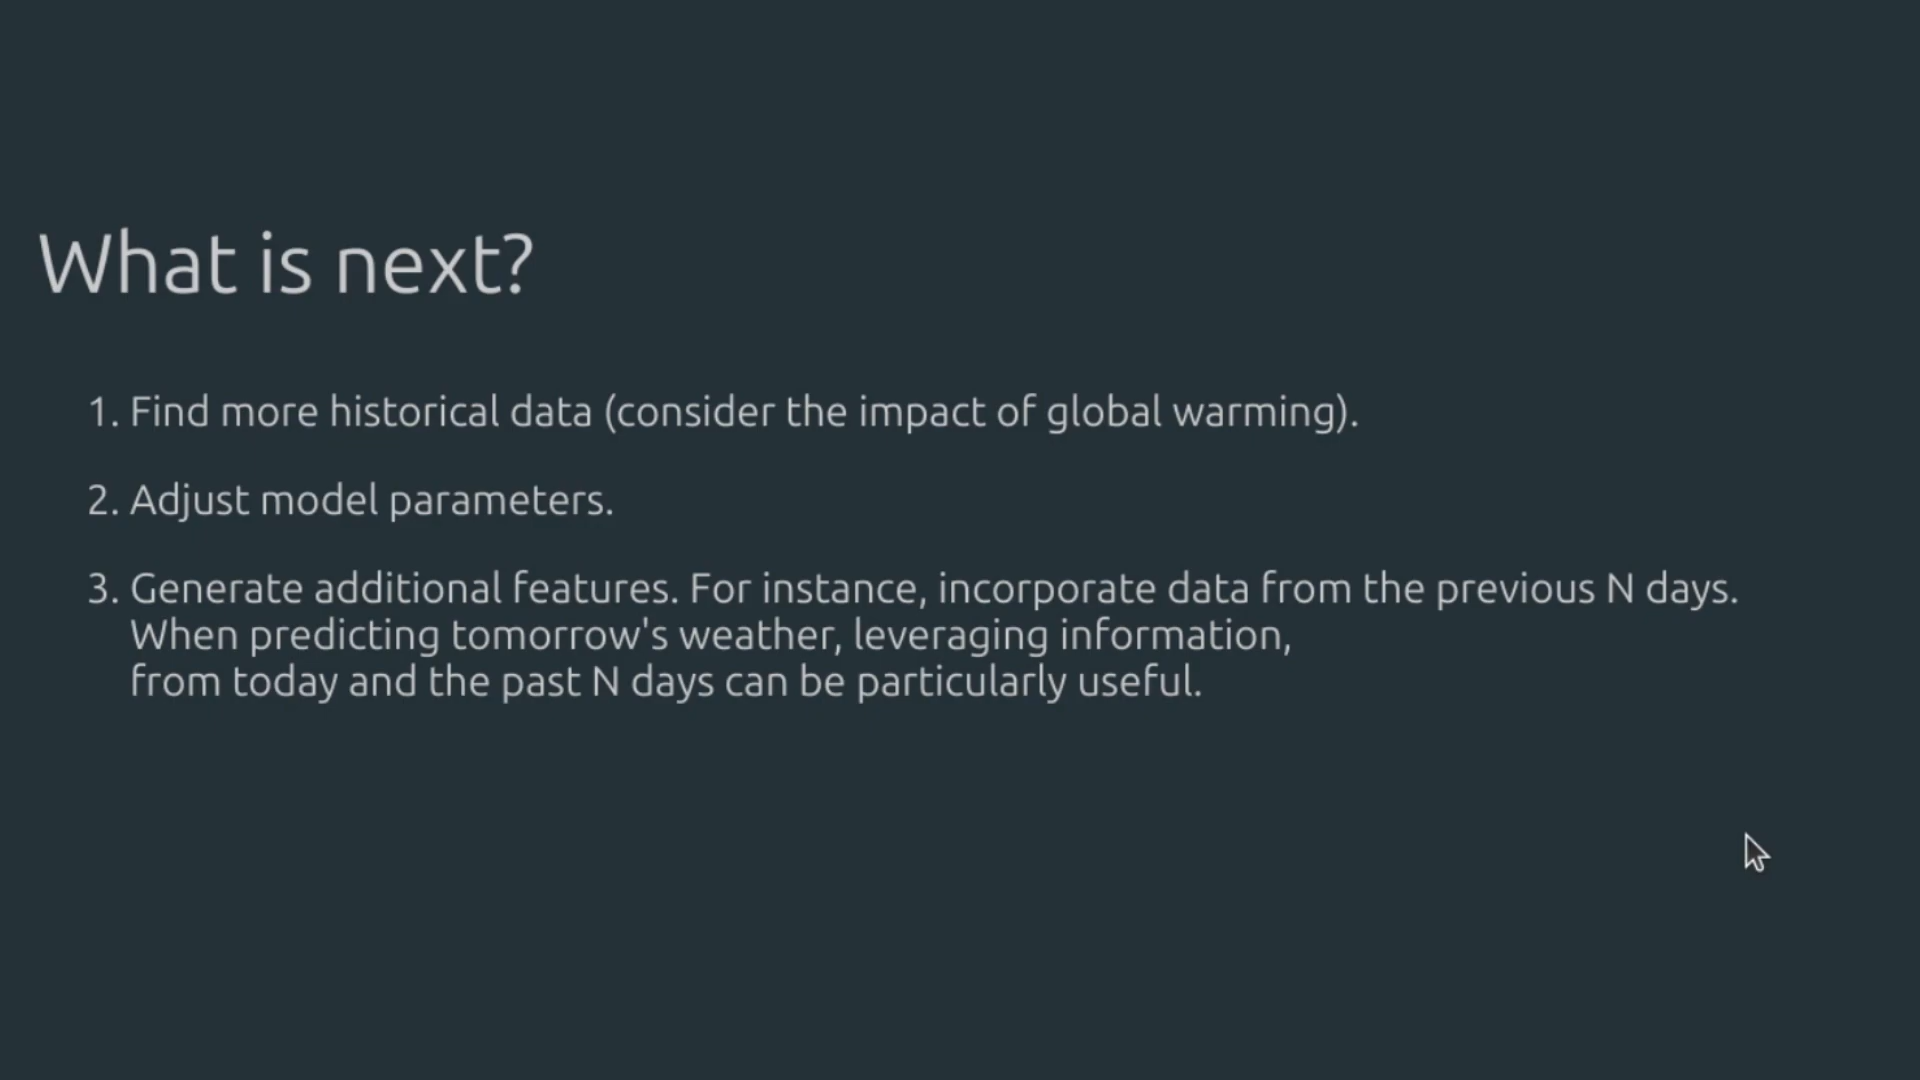 What is next?
1. Find more historical data (consider the impact of global warming).
2. Adjust model parameters.
3. Generate additional features. For instance, incorporate data from the previous N days.
When predicting tomorrow's weather, leveraging information,
from today and the past N days can be particularly useful.